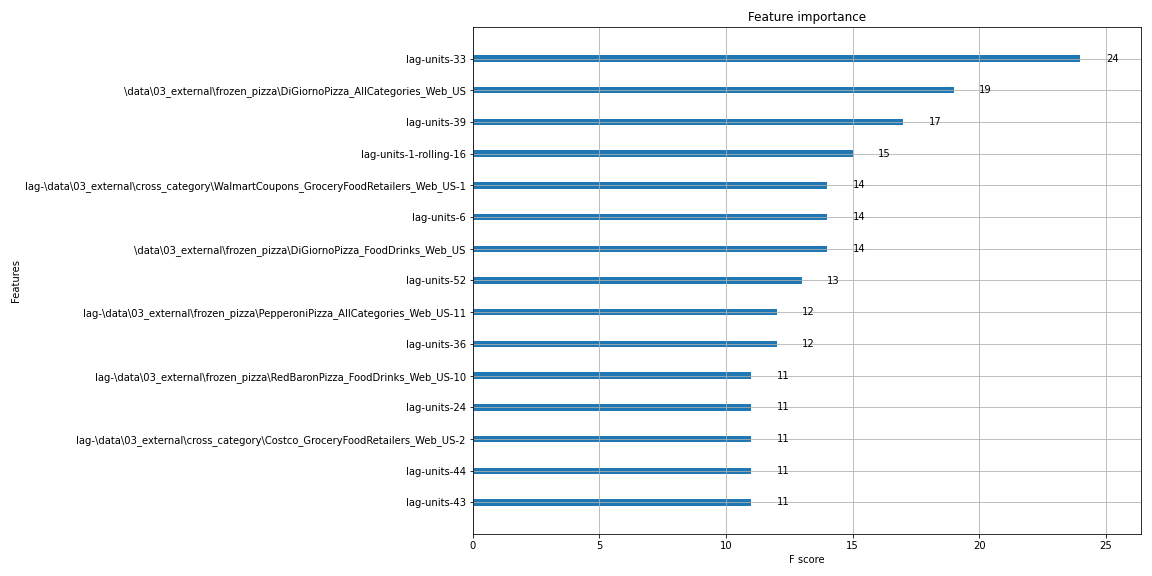 Feature importance
lag-units-33
24
\data\03_external\frozen_pizza\DiGiornoPizza_AllCategories_Web_US
19
lag-units-39
17
lag-units-1-rolling-16
15
lag-\data\03_external\cross_category\WalmartCoupons_GroceryFoodRetailers_Web_US-1
14
lag-units-6
14
\data\03_external\frozen_pizza\DiGiornoPizza_FoodDrinks_Web_US
14
lag-units-52
13
lag-\data\03_external\frozen_pizza\PepperoniPizza_AllCategories_Web_US-11
12
lag-units-36
12
lag-\data\03_external\frozen_pizza\RedBaronPizza_FoodDrinks_Web_US-10
11
lag-units-24
11
lag-\data\03_external\cross_category\Costco_GroceryFoodRetailers_Web_US-2
11
lag-units-44
11
lag-units-43
11
Features
0 5 10 15 20 25
F score